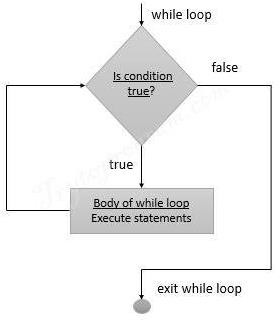 while loop
Is condition
true?
false
true
Body of while loop
Execute statements
exit while loop